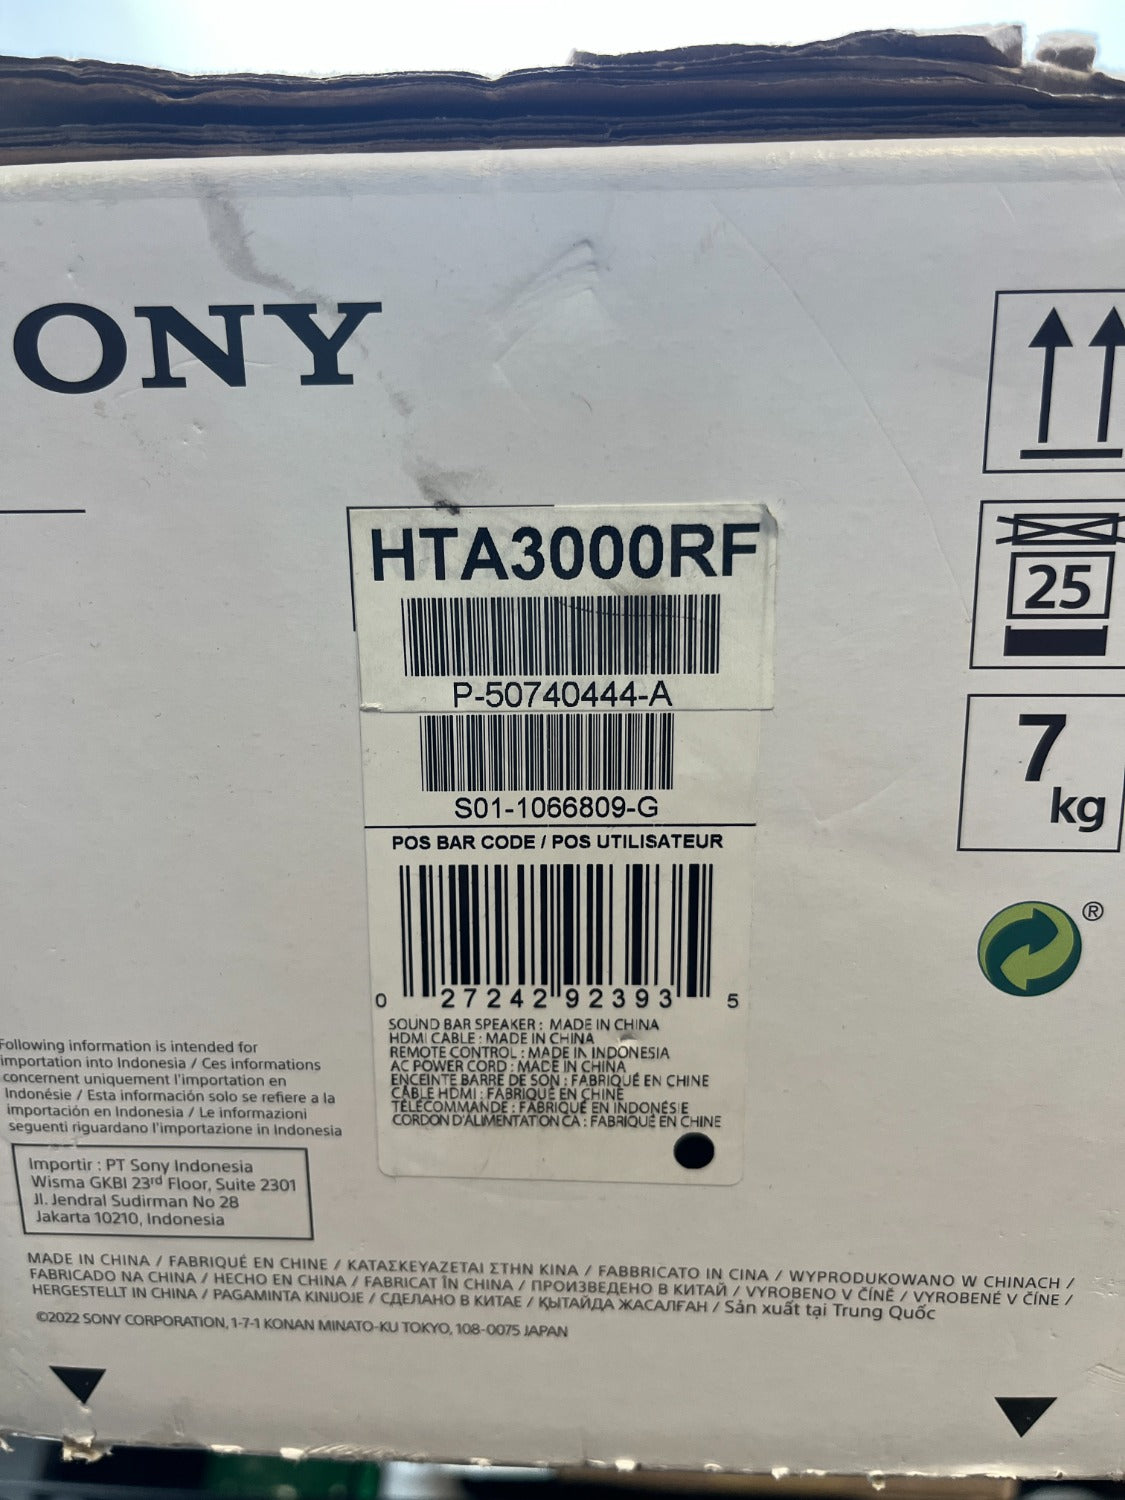 ONY
HTA3000RF
P-50740444-A
S01-1066809-G
POS BAR CODE / POS UTILISATEUR
0 27242 92393 5
SOUND BAR SPEAKER : MADE IN CHINA
HDMI CABLE : MADE IN CHINA
REMOTE CONTROL : MADE IN INDONESIA
AC POWER CORD : MADE IN CHINA
ENCEINTE BARRE DE SON : FABRIQUÉ EN CHINE
CÂBLE HDMI : FABRIQUÉ EN CHINE
TÉLÉCOMMANDE : FABRIQUÉ EN INDONÉSIE
CORDON D'ALIMENTATION CA : FABRIQUÉ EN CHINE
25
7
kg
®
Following information is intended for
importation into Indonesia / Ces informations
concernent uniquement l'importation en
Indonésie / Esta información solo se refiere a la
importación en Indonesia / Le informazioni
seguenti riguardano l'importazione in Indonesia
Importir : PT Sony Indonesia
Wisma GKBI 23rd Floor, Suite 2301
Jl. Jendral Sudirman No 28
Jakarta 10210, Indonesia
MADE IN CHINA / FABRIQUÉ EN CHINE / ΚΑΤΑΣΚΕΥΑΖΕΤΑΙ ΣΤΗΝ ΚΙΝΑ / FABBRICATO IN CINA / WYPRODUKOWANO W CHINACH /
FABRICADO NA CHINA / HECHO EN CHINA / FABRICAT ÎN CHINA / ПРОИЗВЕДЕНО В КИТАЙ / VYROBENO V ČÍNĚ / VYROBENÉ V ČÍNE /
HERGESTELLT IN CHINA / PAGAMINTA KINIJOJE / СДЕЛАНО В КИТАЕ / ҚЫТАЙДА ЖАСАЛҒАН / Sản xuất tại Trung Quốc
©2022 SONY CORPORATION, 1-7-1 KONAN MINATO-KU TOKYO, 108-0075 JAPAN